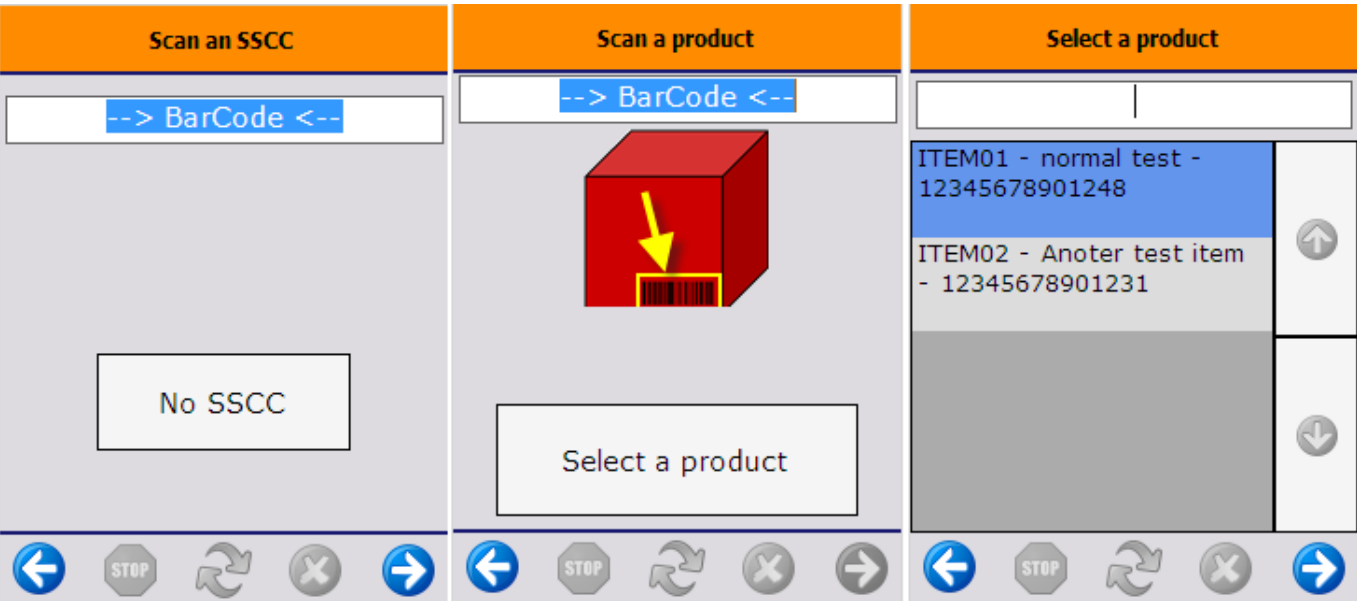 Scan an SSCC
--> BarCode <--
No SSCC
STOP
Scan a product
--> BarCode <--
Select a product
STOP
Select a product
ITEM01 - normal test -
12345678901248
ITEM02 - Anoter test item
- 12345678901231
STOP